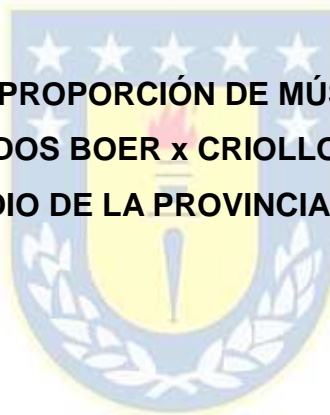 PROPORCIÓN DE MÚS
DOS BOER x CRIOLLO
DIO DE LA PROVINCIA